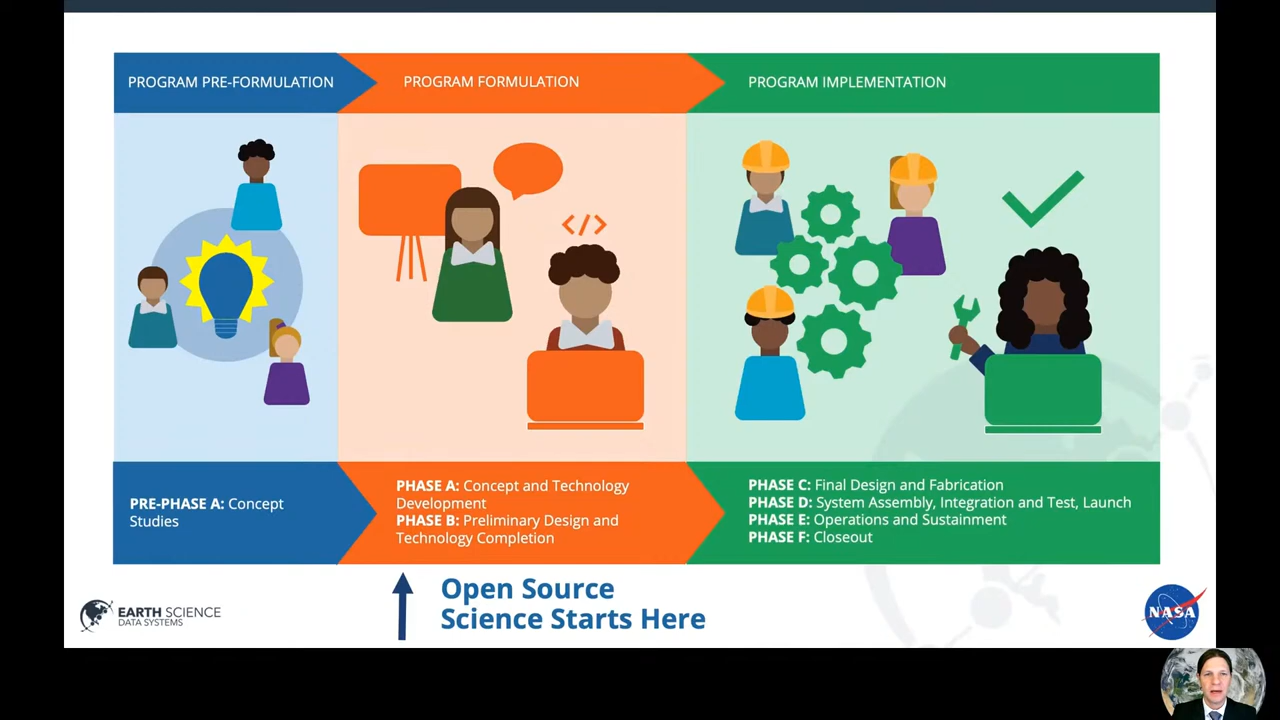 PROGRAM PRE-FORMULATION
PROGRAM FORMULATION
PROGRAM IMPLEMENTATION
</>
PRE-PHASE A: Concept
Studies
PHASE A: Concept and Technology
Development
PHASE B: Preliminary Design and
Technology Completion
PHASE C: Final Design and Fabrication
PHASE D: System Assembly, Integration and Test, Launch
PHASE E: Operations and Sustainment
PHASE F: Closeout
Open Source
Science Starts Here
EARTH SCIENCE
DATA SYSTEMS
NASA